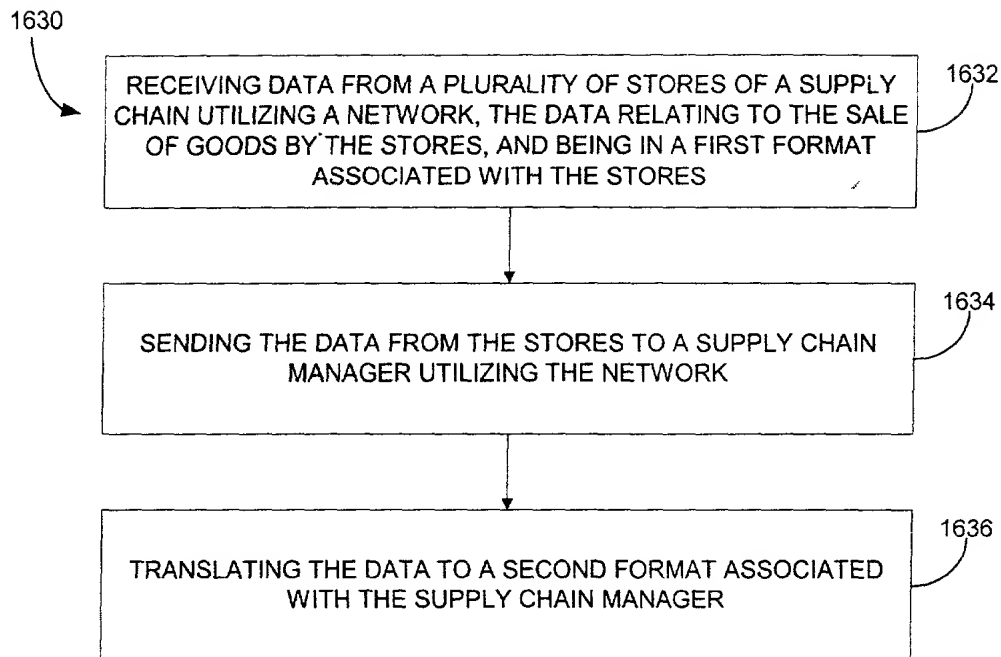 1630
1632
RECEIVING DATA FROM A PLURALITY OF STORES OF A SUPPLY
CHAIN UTILIZING A NETWORK, THE DATA RELATING TO THE SALE
OF GOODS BY THE STORES, AND BEING IN A FIRST FORMAT
ASSOCIATED WITH THE STORES
1634
SENDING THE DATA FROM THE STORES TO A SUPPLY CHAIN
MANAGER UTILIZING THE NETWORK
1636
TRANSLATING THE DATA TO A SECOND FORMAT ASSOCIATED
WITH THE SUPPLY CHAIN MANAGER